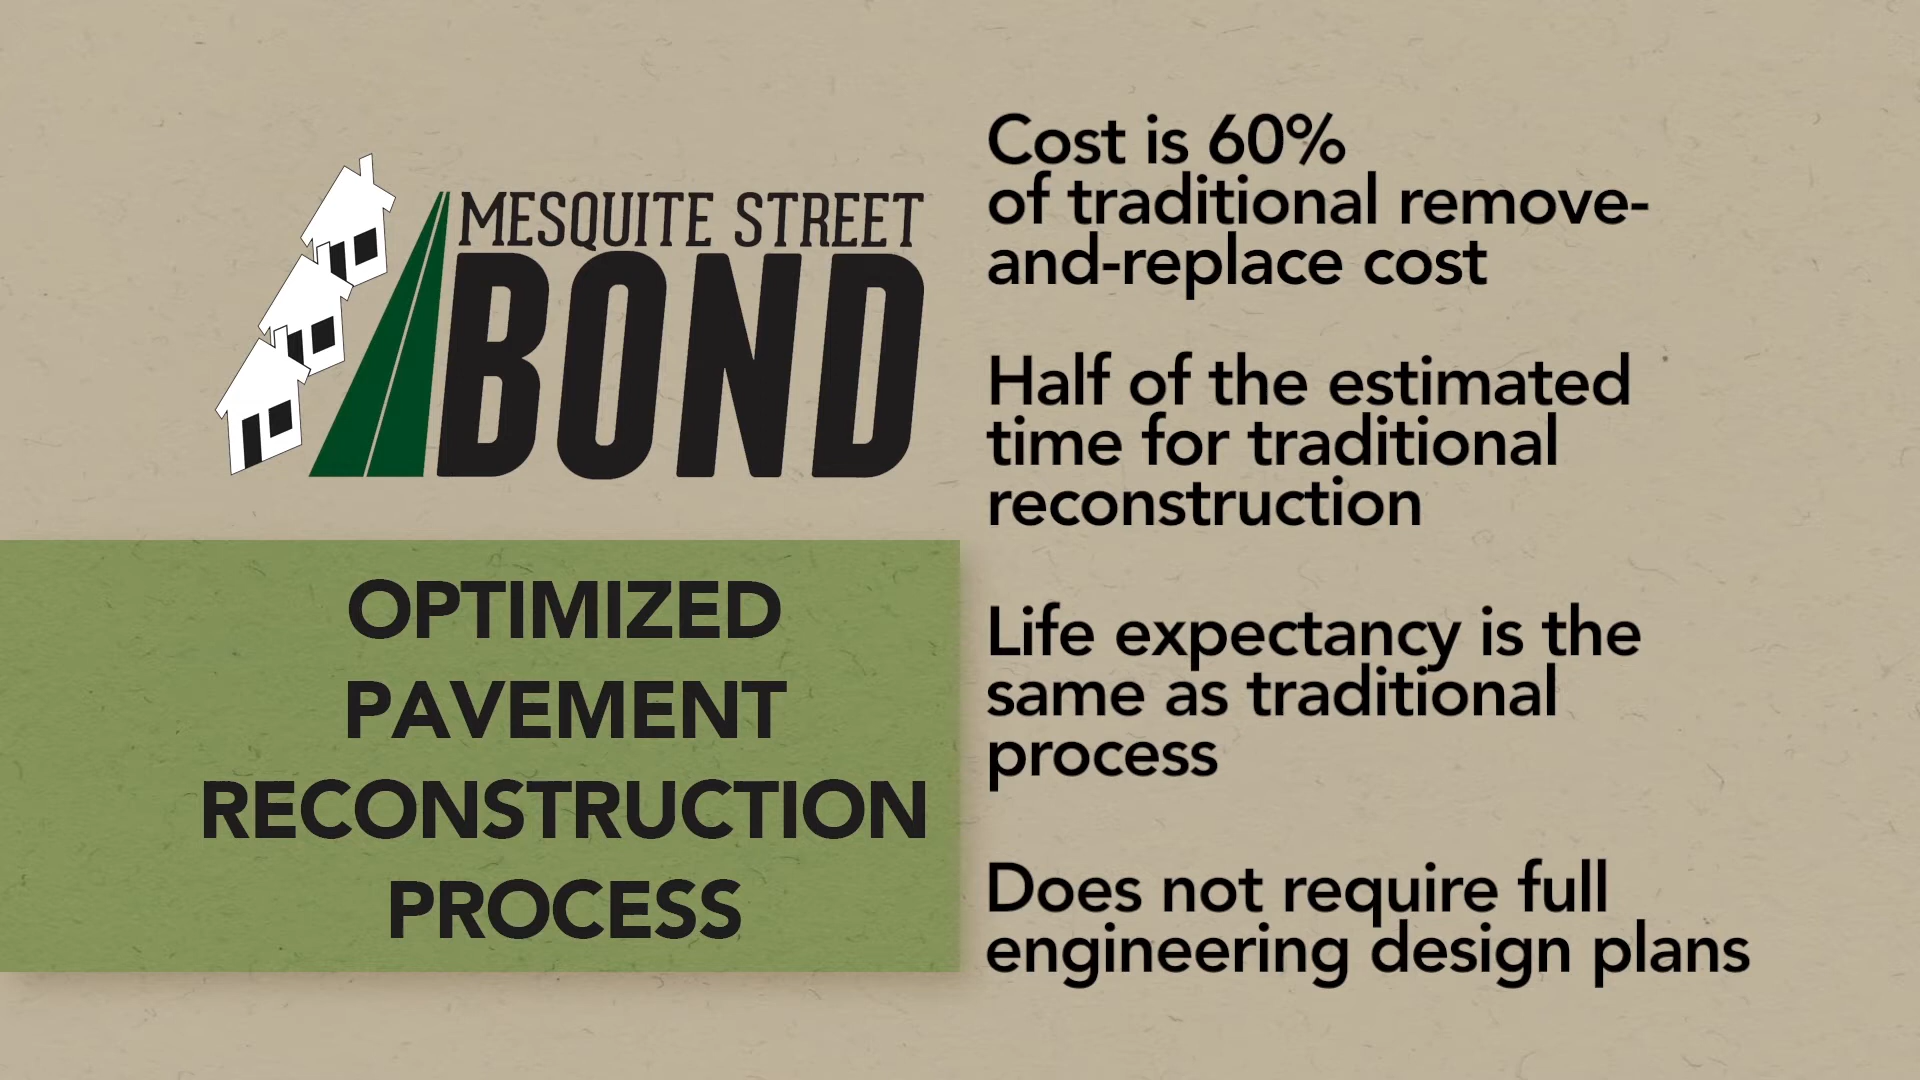 MESQUITE STREET
BOND
OPTIMIZED
PAVEMENT
RECONSTRUCTION
PROCESS
Cost is 60%
of traditional remove-
and-replace cost
Half of the estimated
time for traditional
reconstruction
Life expectancy is the
same as traditional
process
Does not require full
engineering design plans